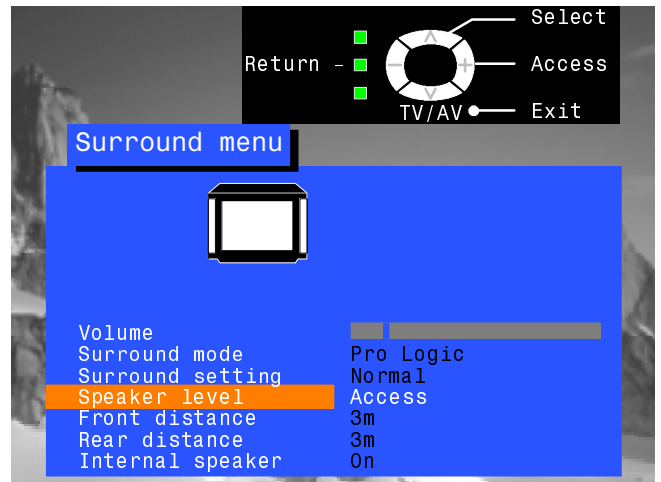 Select
Return - Access
TV/AV Exit
Surround menu
Volume
Surround mode Pro Logic
Surround setting Normal
Speaker level Access
Front distance 3m
Rear distance 3m
Internal speaker On